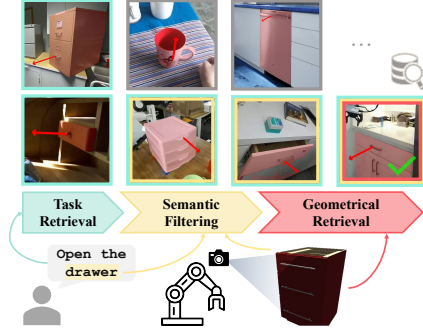 ...
Task
Retrieval
Semantic
Filtering
Geometrical
Retrieval
Open the
drawer